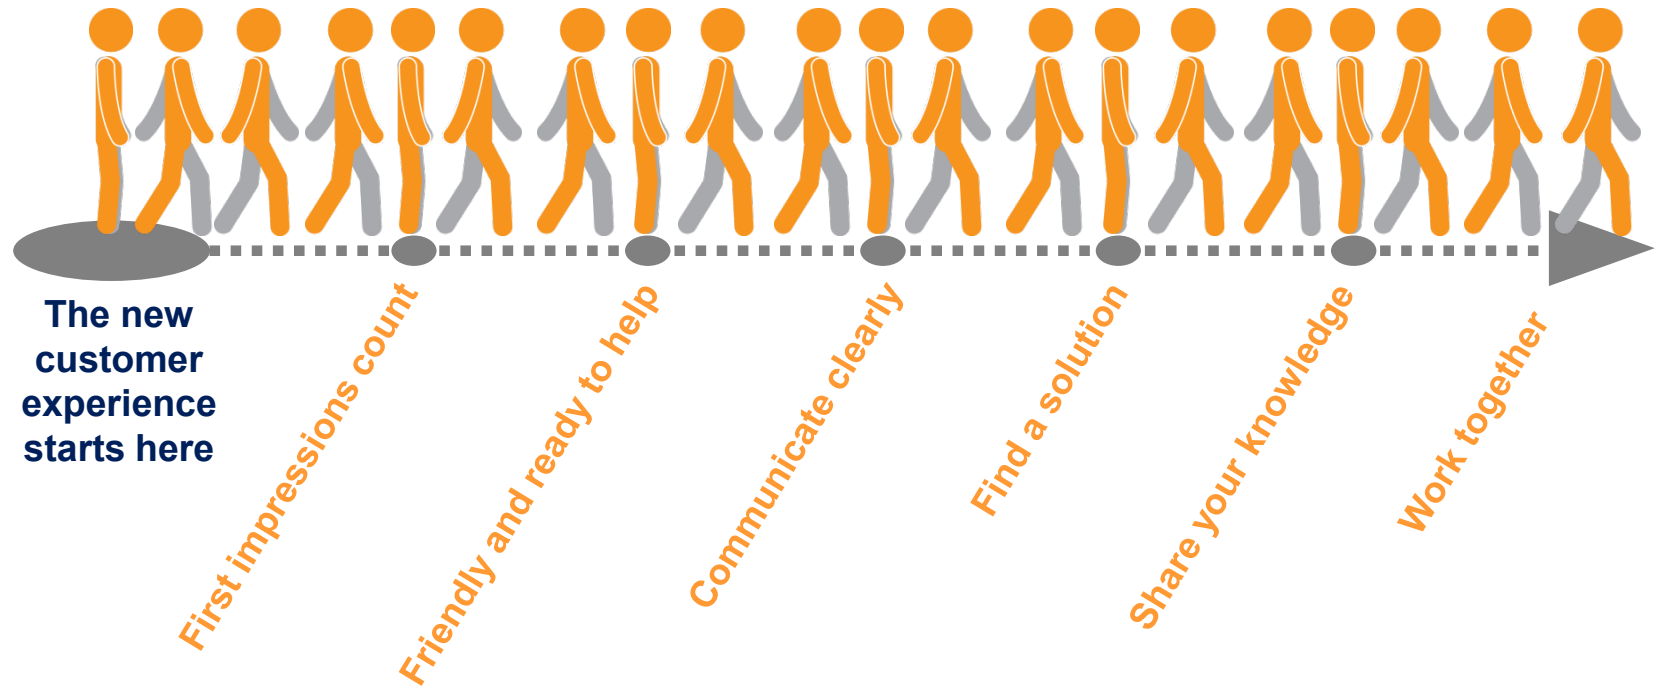 The new
customer
experience
starts here
First impressions count
Friendly and ready to help
Communicate clearly
Find a solution
Share your knowledge
Work together